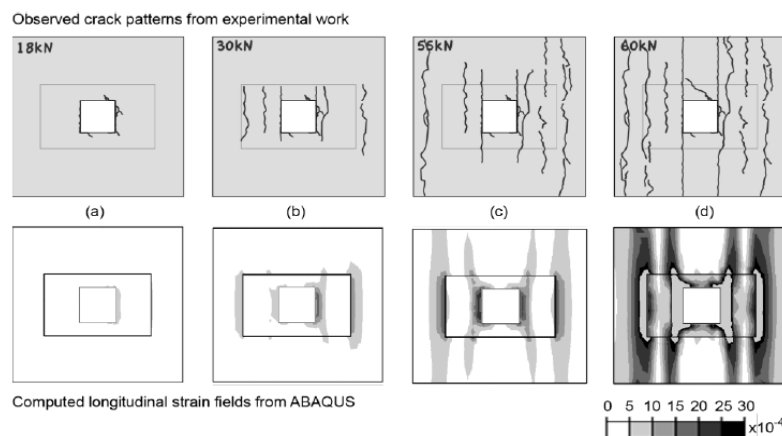 Observed crack patterns from experimental work
18kN 30kN 55kN 60kN
(a) (b) (c) (d)
Computed longitudinal strain fields from ABAQUS
0 5 10 15 20 25 30 x10⁻⁴